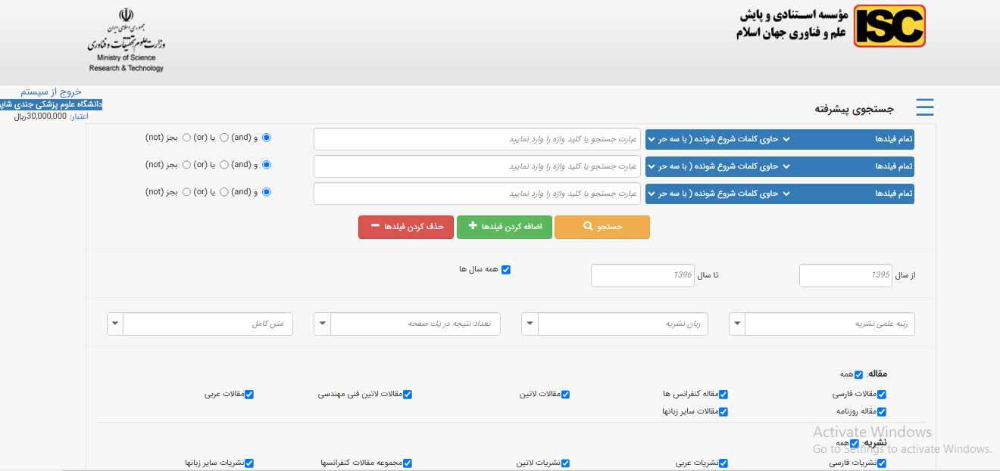 ISC
مؤسسه استنادی و پایش
علم و فناوری جهان اسلام
جمهوری اسلامی ایران
وزارت علوم تحقیقات و فناوری
Ministry of Science
Research & Technology
خروج از سیستم
دانشگاه علوم پزشکی جندی شاپ
اعتبار: 30,000,000ریال
جستجوی پیشرفته
تمام فیلدها حاوی کلمات شروع شونده ( با سه حر عبارت جستجو یا کلید واژه را وارد نمایید و (and) یا (or) بجز (not)
تمام فیلدها حاوی کلمات شروع شونده ( با سه حر عبارت جستجو یا کلید واژه را وارد نمایید و (and) یا (or) بجز (not)
تمام فیلدها حاوی کلمات شروع شونده ( با سه حر عبارت جستجو یا کلید واژه را وارد نمایید و (and) یا (or) بجز (not)
جستجو اضافه کردن فیلدها حذف کردن فیلدها
از سال 1395 تا سال 1396 همه سال ها
رتبه علمی نشریه زبان نشریه تعداد نتیجه در یک صفحه متن کامل
مقاله: همه
مقالات فارسی مقاله کنفرانس ها مقالات لاتین مقالات لاتین فنی مهندسی مقالات عربی
مقاله روزنامه مقالات سایر زبانها
Activate Windows
نشریه: همه
Go to Settings to activate Windows.
نشریات فارسی نشریات عربی نشریات لاتین مجموعه مقالات کنفرانسها نشریات سایر زبانها